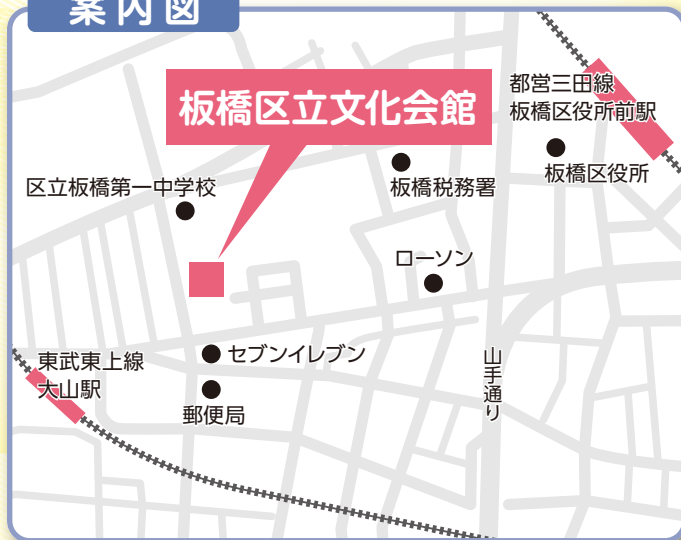 案内図
板橋区立文化会館
都営三田線
板橋区役所前駅
板橋区役所
板橋税務署
区立板橋第一中学校
ローソン
セブンイレブン
東武東上線
大山駅
郵便局
山手通り